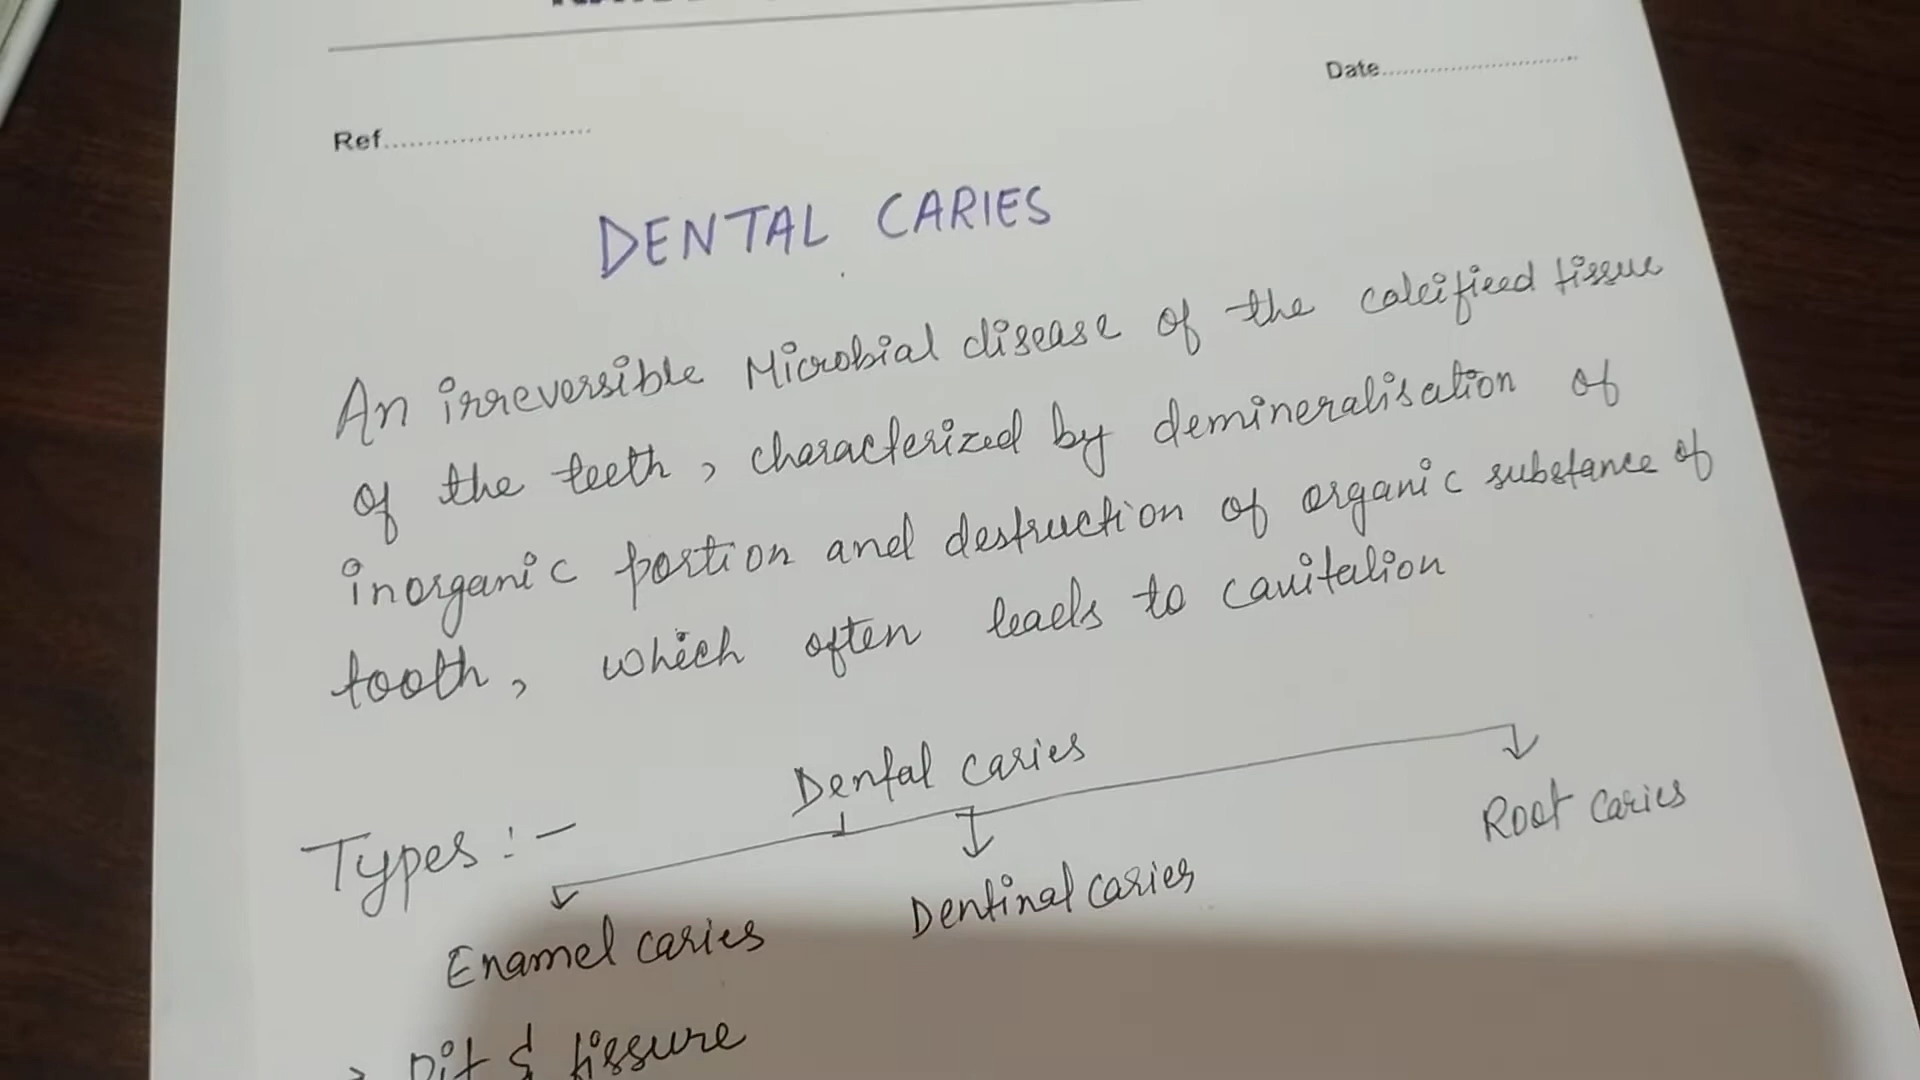 Date
Ref
DENTAL CARIES
An irreversible Microbial disease of the calcified tissue
of the teeth, characterized by demineralisation of
inorganic portion and destruction of organic substance of
tooth, which often leads to cavitation
Dental caries
Types :-
Root caries
Dentinal caries
Enamel caries
Pit & fissure